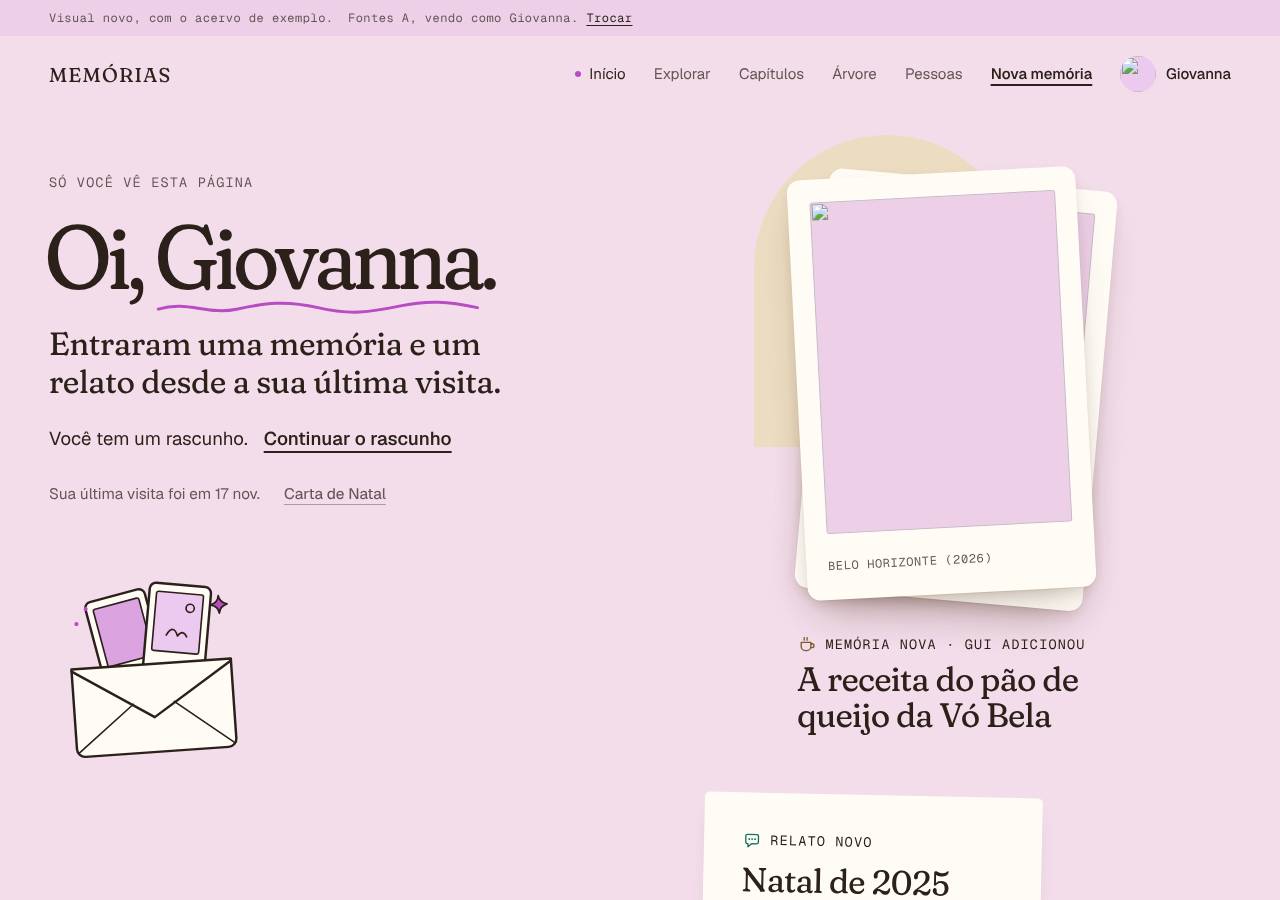 Visual novo, com o acervo de exemplo. Fontes A, vendo como Giovanna. Trocar
MEMÓRIAS
Início
Explorar
Capítulos
Árvore
Pessoas
Nova memória
Giovanna
SÓ VOCÊ VÊ ESTA PÁGINA
Oi, Giovanna.
Entraram uma memória e um
relato desde a sua última visita.
Você tem um rascunho. Continuar o rascunho
Sua última visita foi em 17 nov. Carta de Natal
BELO HORIZONTE (2026)
MEMÓRIA NOVA · GUI ADICIONOU
A receita do pão de
queijo da Vó Bela
RELATO NOVO
Natal de 2025